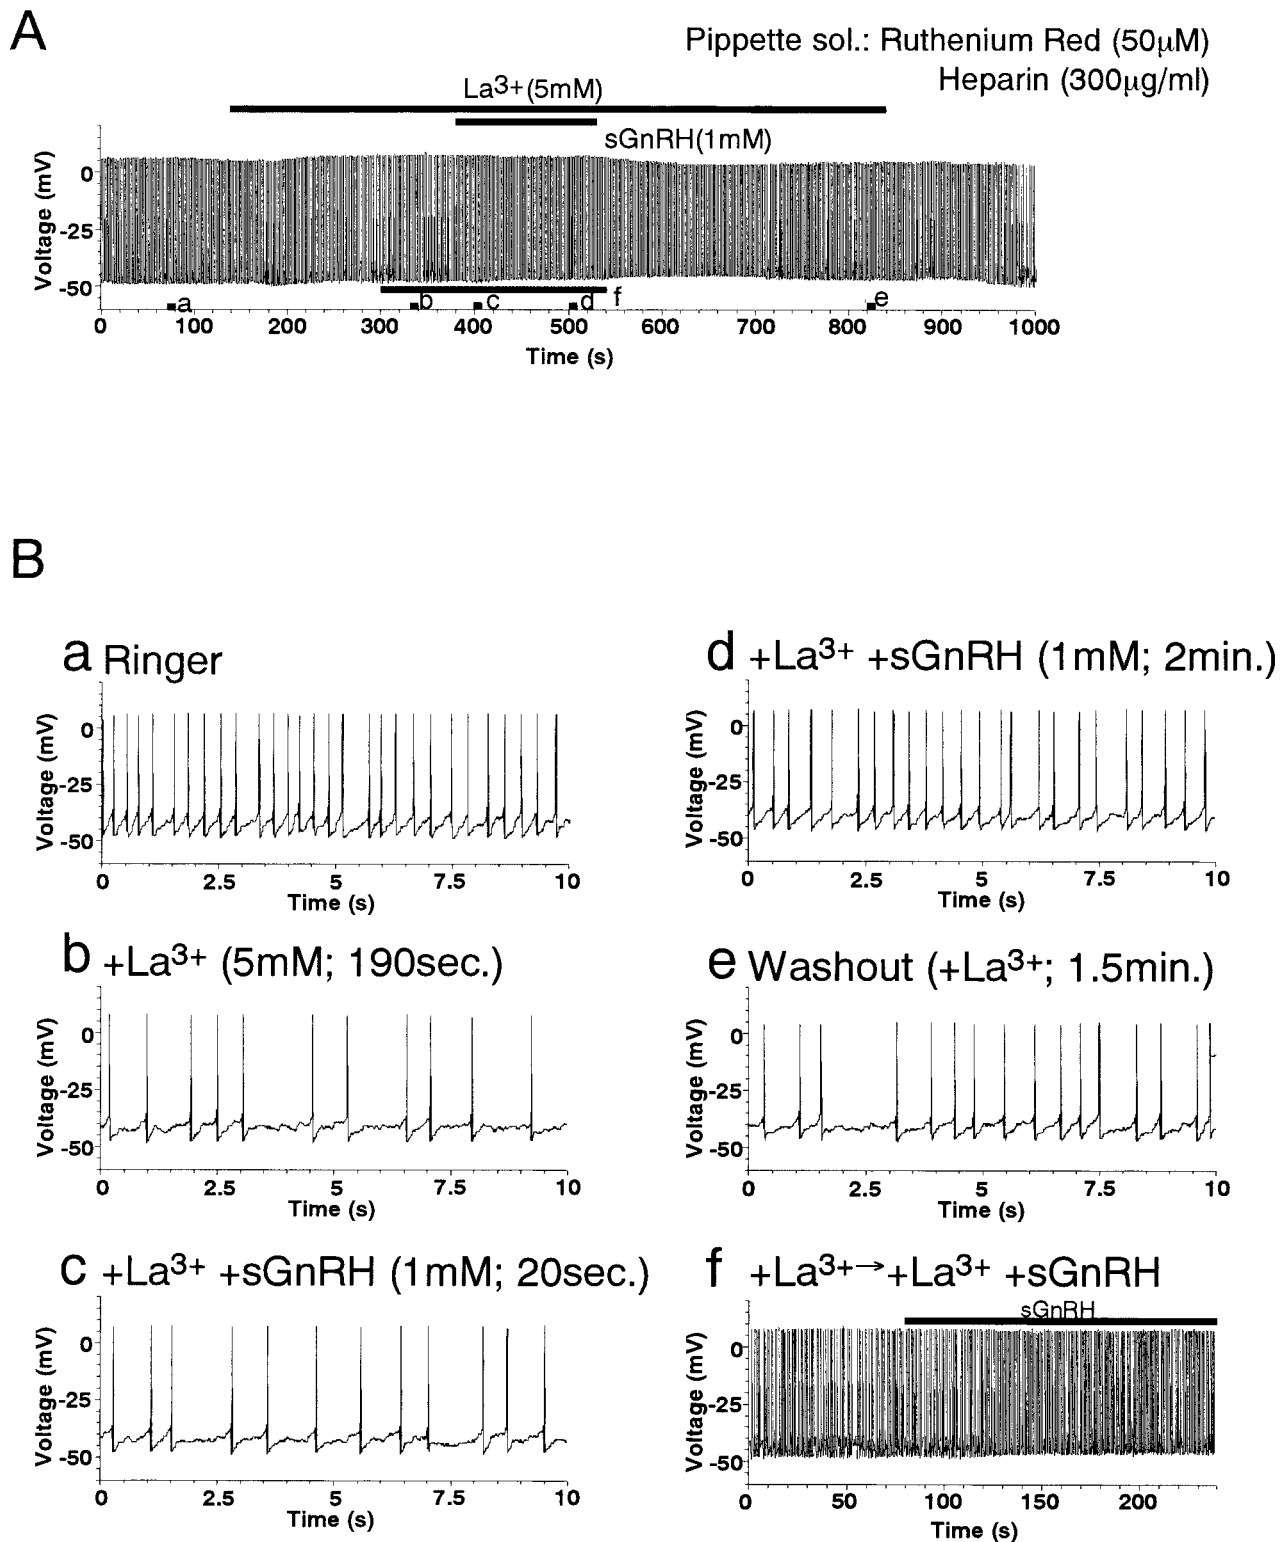 A
Pippette sol.: Ruthenium Red (50μM)
Heparin (300μg/ml)
La3+(5mM)
sGnRH(1mM)
Voltage (mV)
0
-25
-50
a
b
c
d
f
e
0 100 200 300 400 500 600 700 800 900 1000
Time (s)
B
a Ringer
Voltage (mV)
0
-25
-50
0 2.5 5 7.5 10
Time (s)
b +La3+ (5mM; 190sec.)
Voltage (mV)
0
-25
-50
0 2.5 5 7.5 10
Time (s)
c +La3+ +sGnRH (1mM; 20sec.)
Voltage (mV)
0
-25
-50
0 2.5 5 7.5 10
Time (s)
d +La3+ +sGnRH (1mM; 2min.)
Voltage (mV)
0
-25
-50
0 2.5 5 7.5 10
Time (s)
e Washout (+La3+; 1.5min.)
Voltage (mV)
0
-25
-50
0 2.5 5 7.5 10
Time (s)
f +La3+→+La3+ +sGnRH
sGnRH
Voltage (mV)
0
-25
-50
0 50 100 150 200
Time (s)